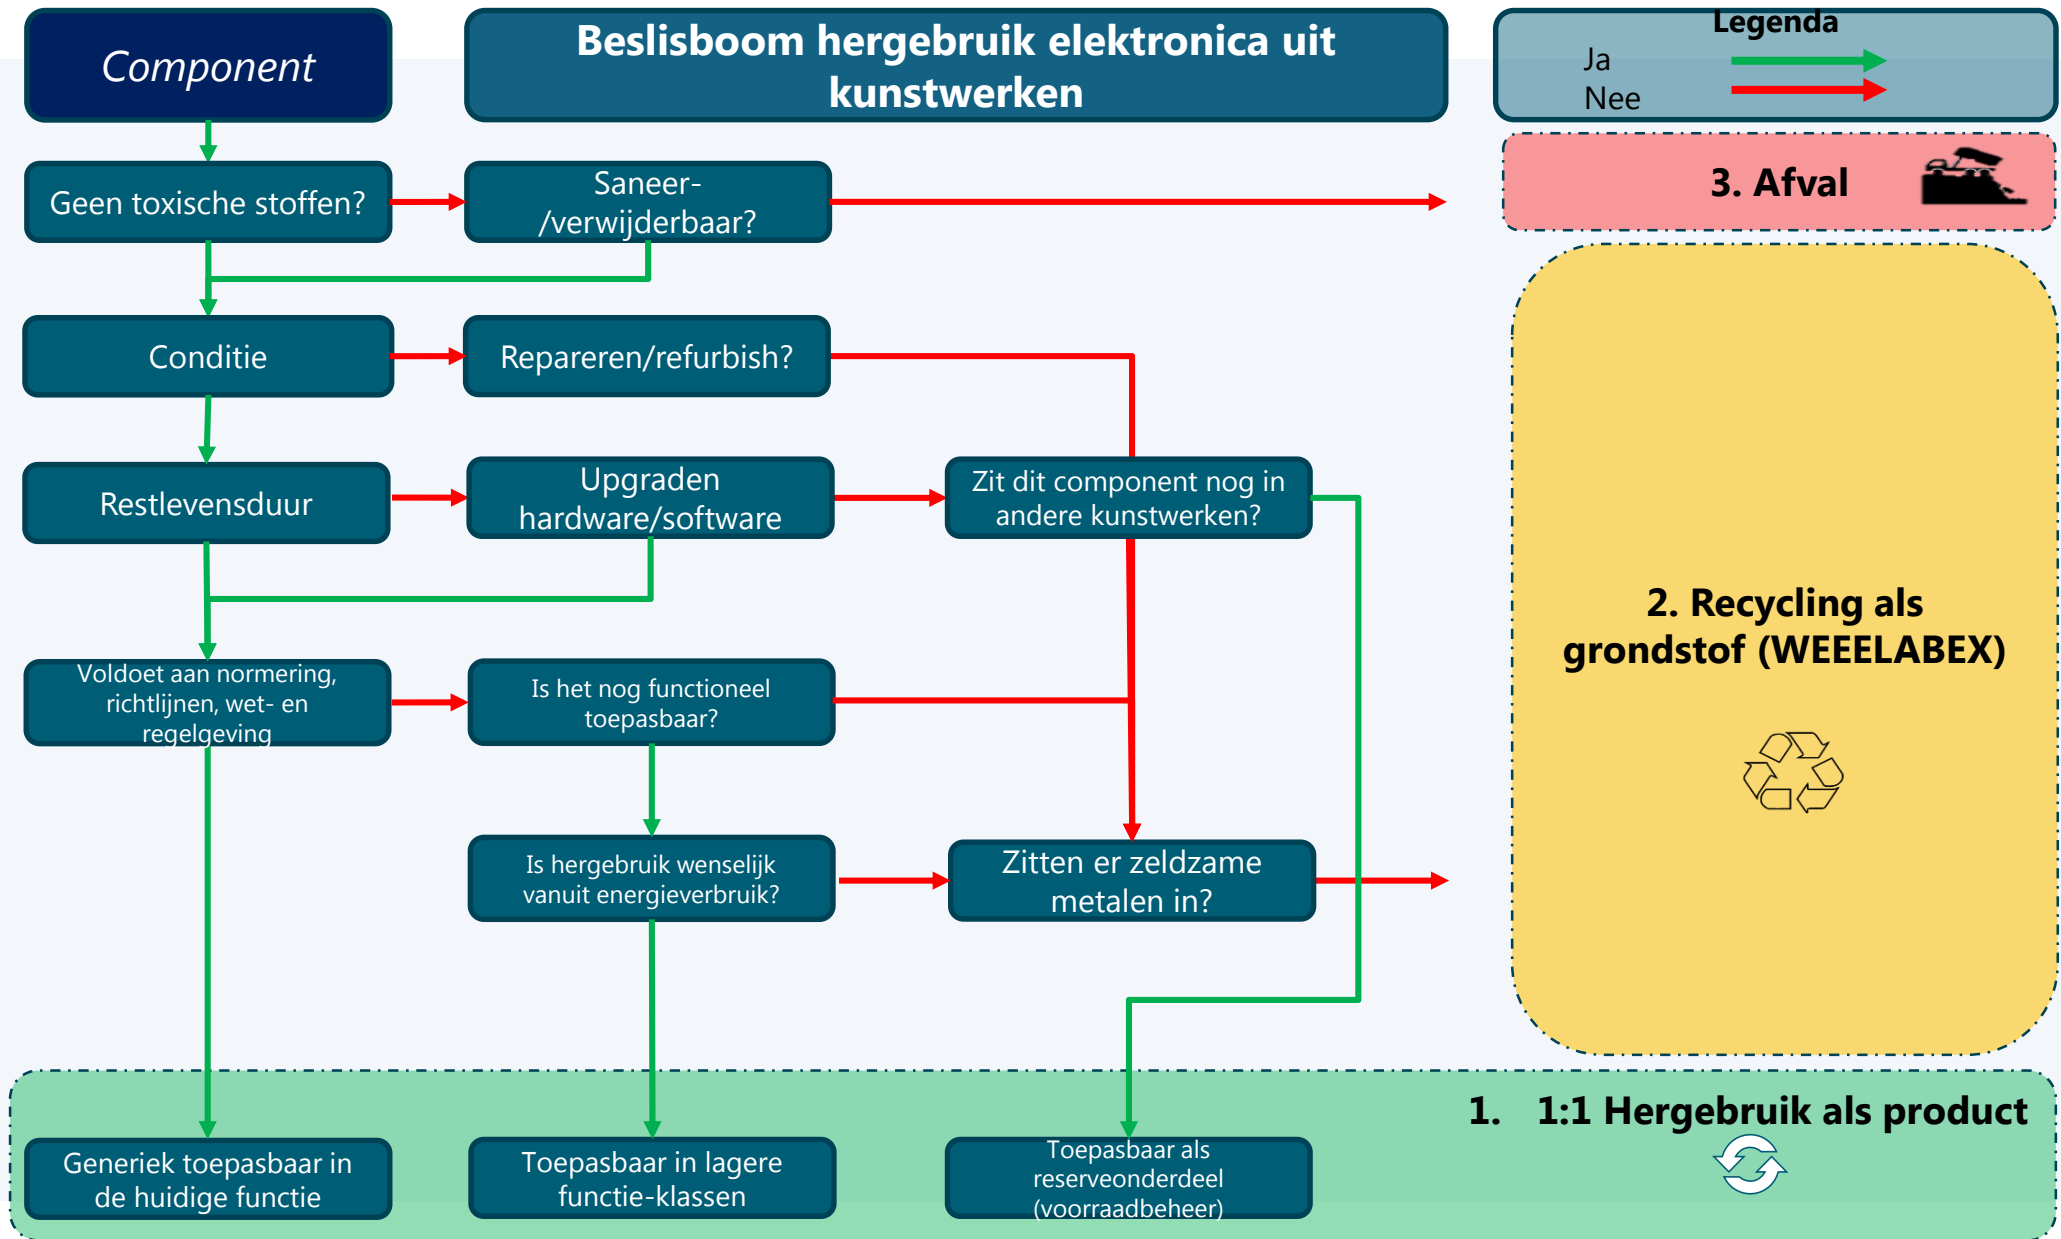 Component
Beslisboom hergebruik elektronica uit
kunstwerken
Legenda
Ja
Nee
3. Afval
Geen toxische stoffen?
Saneer-
/verwijderbaar?
Conditie
Repareren/refurbish?
Restlevensduur
Upgraden
hardware/software
Zit dit component nog in
andere kunstwerken?
2. Recycling als
grondstof (WEEELABEX)
Voldoet aan normering,
richtlijnen, wet- en
regelgeving
Is het nog functioneel
toepasbaar?
Is hergebruik wenselijk
vanuit energieverbruik?
Zitten er zeldzame
metalen in?
1. 1:1 Hergebruik als product
Generiek toepasbaar in
de huidige functie
Toepasbaar in lagere
functie-klassen
Toepasbaar als
reserveonderdeel
(voorraadbeheer)